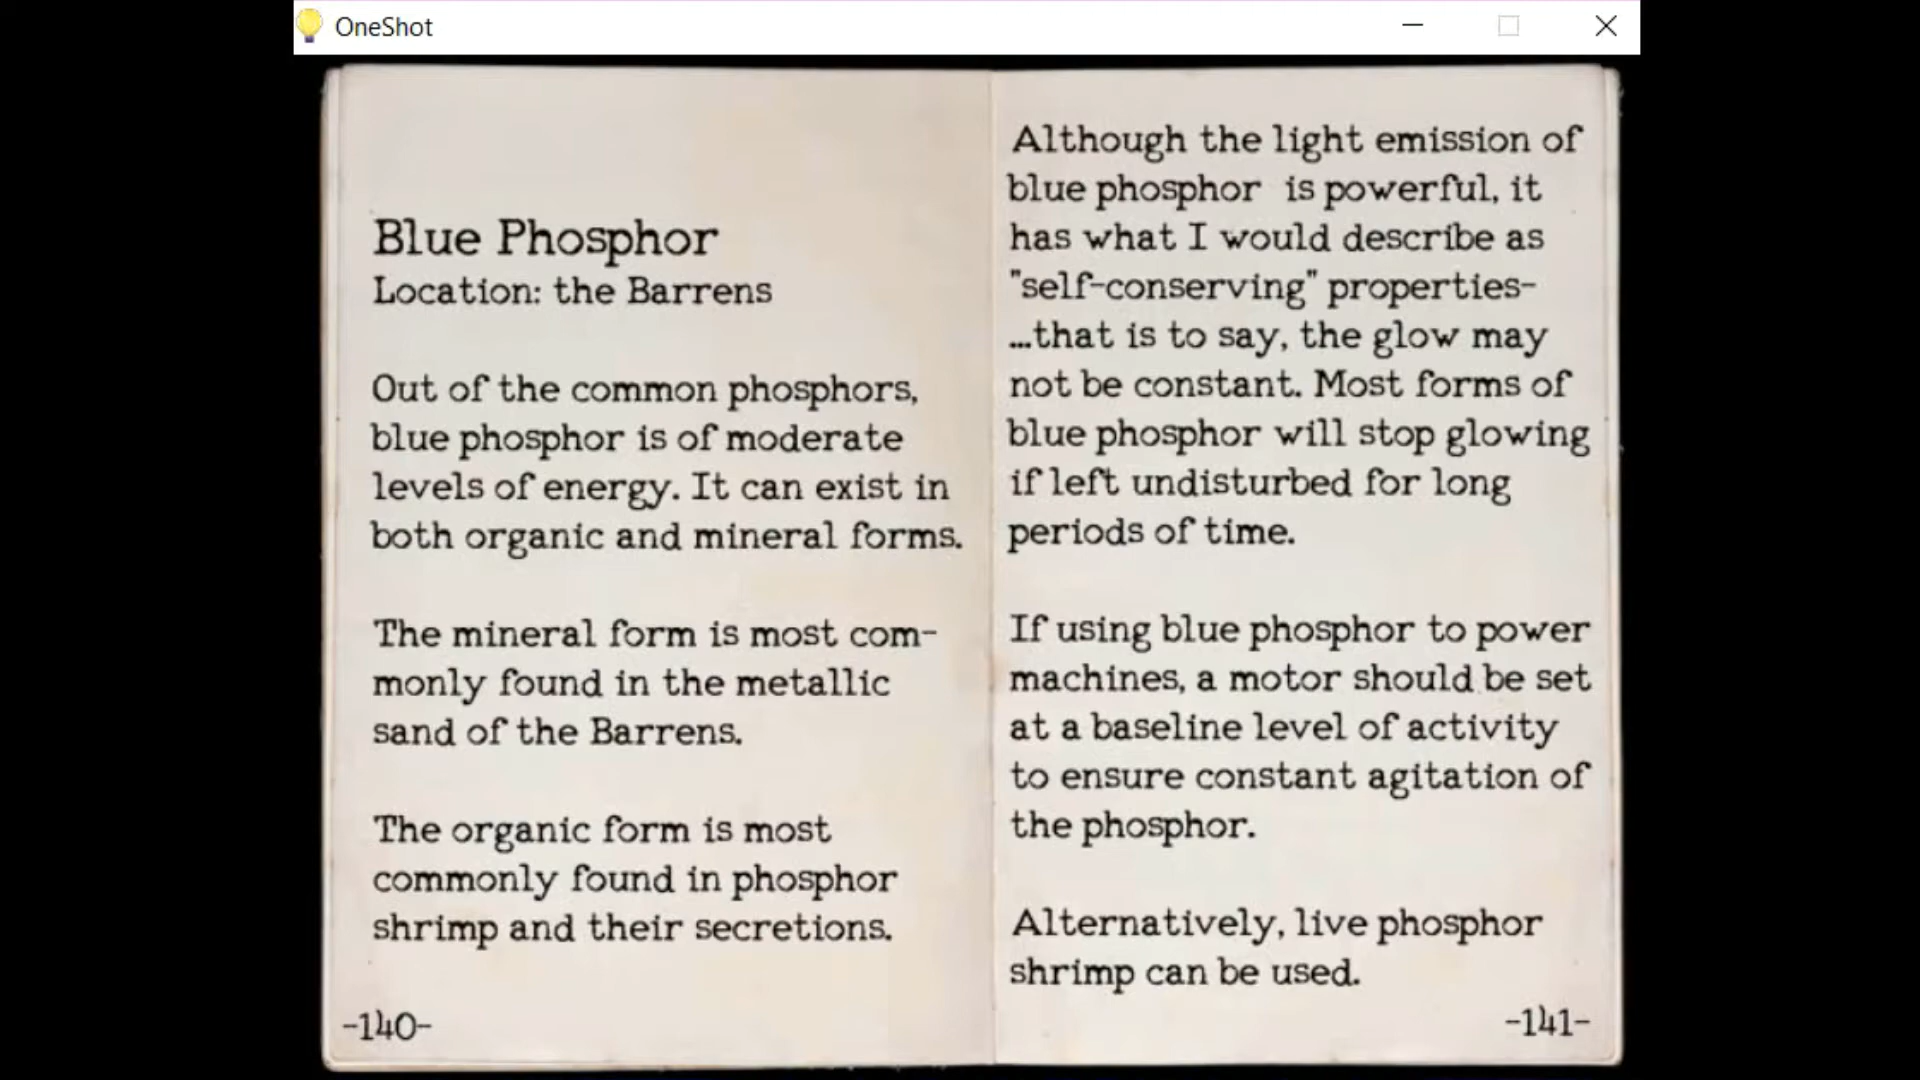 OneShot
Blue Phosphor
Location: the Barrens
Out of the common phosphors,
blue phosphor is of moderate
levels of energy. It can exist in
both organic and mineral forms.
The mineral form is most com-
monly found in the metallic
sand of the Barrens.
The organic form is most
commonly found in phosphor
shrimp and their secretions.
-140-
Although the light emission of
blue phosphor is powerful, it
has what I would describe as
"self-conserving" properties-
...that is to say, the glow may
not be constant. Most forms of
blue phosphor will stop glowing
if left undisturbed for long
periods of time.
If using blue phosphor to power
machines, a motor should be set
at a baseline level of activity
to ensure constant agitation of
the phosphor.
Alternatively, live phosphor
shrimp can be used.
-141-